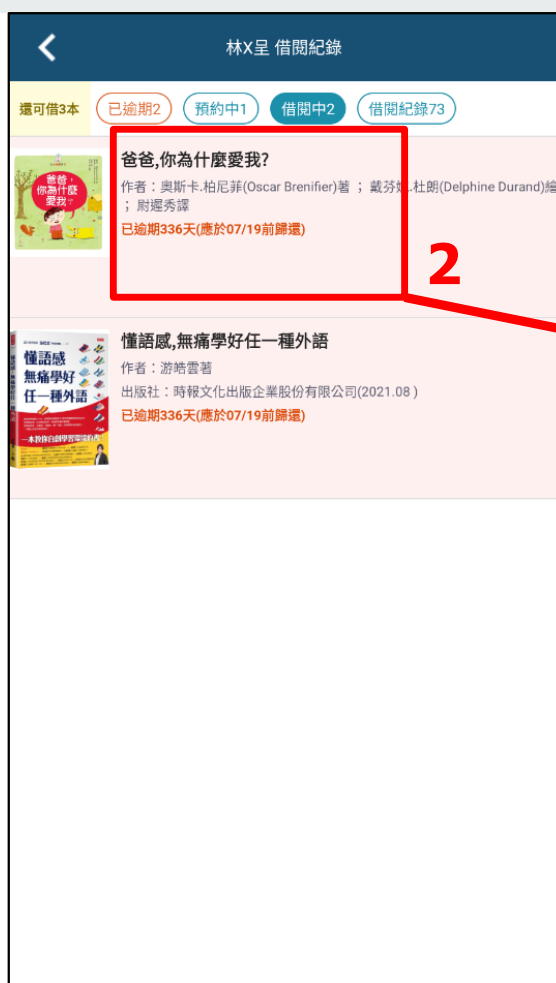 林X呈 借閱紀錄
還可借3本 已逾期2 預約中1 借閱中2 借閱紀錄73
爸爸,你為什麼愛我?
作者：奧斯卡.柏尼菲(Oscar Brenifier)著 ； 戴芬 .杜朗(Delphine Durand)繪
； 尉遲秀譯
已逾期336天(應於07/19前歸還)
2
爸爸，
你為什麼
愛我？
懂語感,無痛學好任一種外語
作者：游皓雲著
出版社：時報文化出版企業股份有限公司(2021.08 )
已逾期336天(應於07/19前歸還)
懂語感
無痛學好
任一種外語